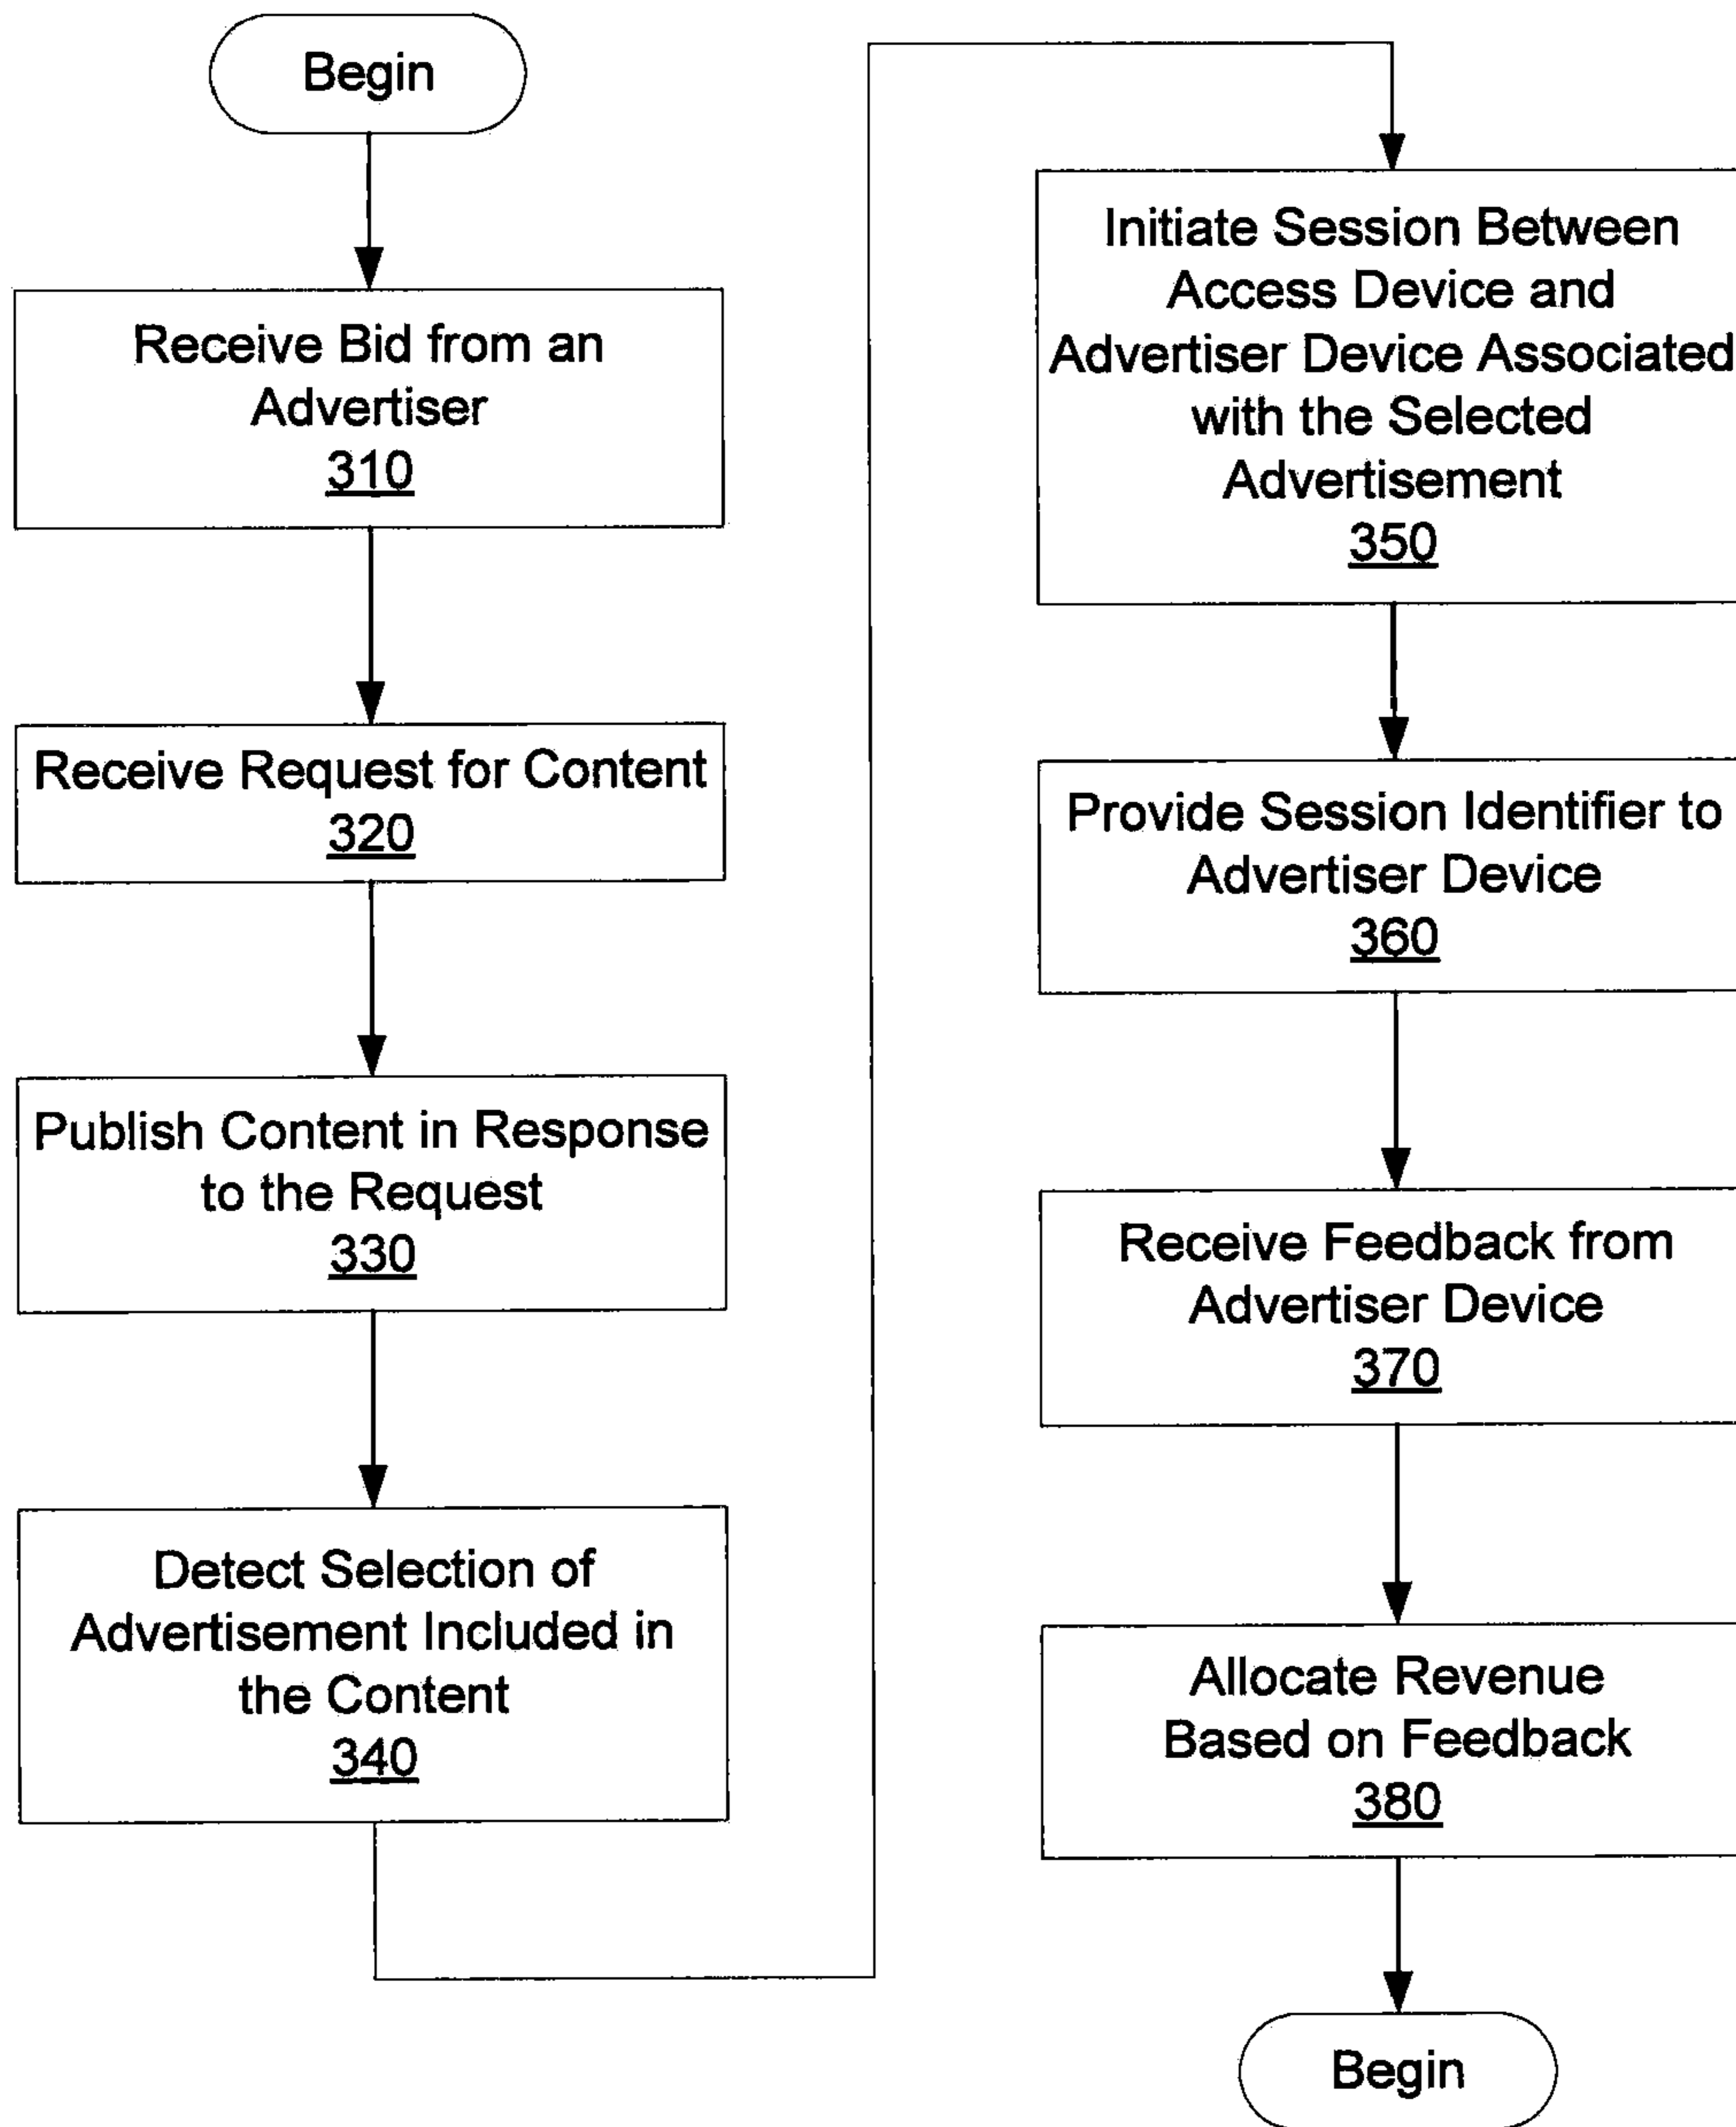 Begin
Receive Bid from an
Advertiser
310
Receive Request for Content
320
Publish Content in Response
to the Request
330
Detect Selection of
Advertisement Included in
the Content
340
Initiate Session Between
Access Device and
Advertiser Device Associated
with the Selected
Advertisement
350
Provide Session Identifier to
Advertiser Device
360
Receive Feedback from
Advertiser Device
370
Allocate Revenue
Based on Feedback
380
Begin